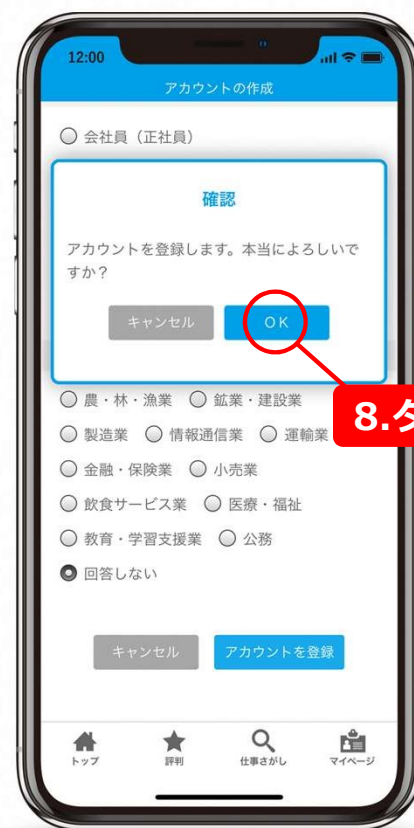 12:00
アカウントの作成
会社員（正社員）
確認
アカウントを登録します。本当によろしいで
すか？
キャンセル OK
8.タ
農・林・漁業 鉱業・建設業
製造業 情報通信業 運輸業
金融・保険業 小売業
飲食サービス業 医療・福祉
教育・学習支援業 公務
回答しない
キャンセル アカウントを登録
トップ 評判 仕事さがし マイページ